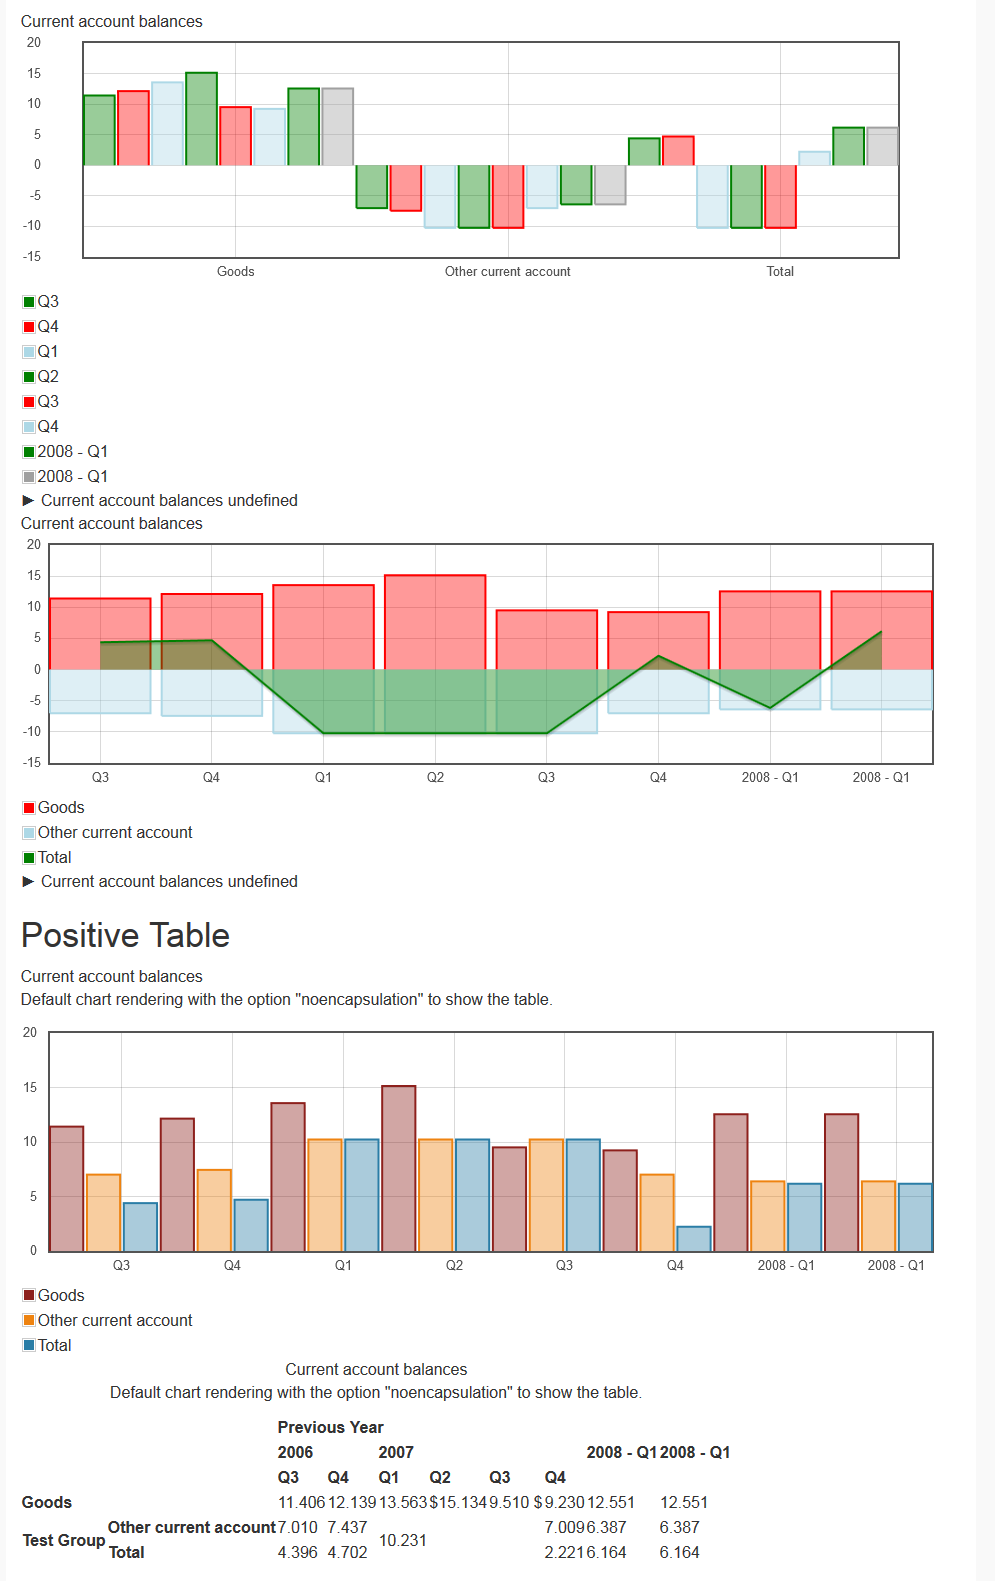 Current account balances
20
15
10
5
0
-5
-10
-15
Goods Other current account Total
Q3
Q4
Q1
Q2
Q3
Q4
2008 - Q1
2008 - Q1
► Current account balances undefined
Current account balances
20
15
10
5
0
-5
-10
-15
Q3 Q4 Q1 Q2 Q3 Q4 2008 - Q1 2008 - Q1
Goods
Other current account
Total
► Current account balances undefined
Positive Table
Current account balances
Default chart rendering with the option "noencapsulation" to show the table.
20
15
10
5
0
Q3 Q4 Q1 Q2 Q3 Q4 2008 - Q1 2008 - Q1
Goods
Other current account
Total
Current account balances
Default chart rendering with the option "noencapsulation" to show the table.
Previous Year
2006 2007 2008 - Q1 2008 - Q1
Q3 Q4 Q1 Q2 Q3 Q4
Goods 11.406 12.139 13.563 $15.134 9.510 $ 9.230 12.551 12.551
Test Group Other current account 7.010 7.437 10.231 7.009 6.387 6.387
Total 4.396 4.702 2.221 6.164 6.164